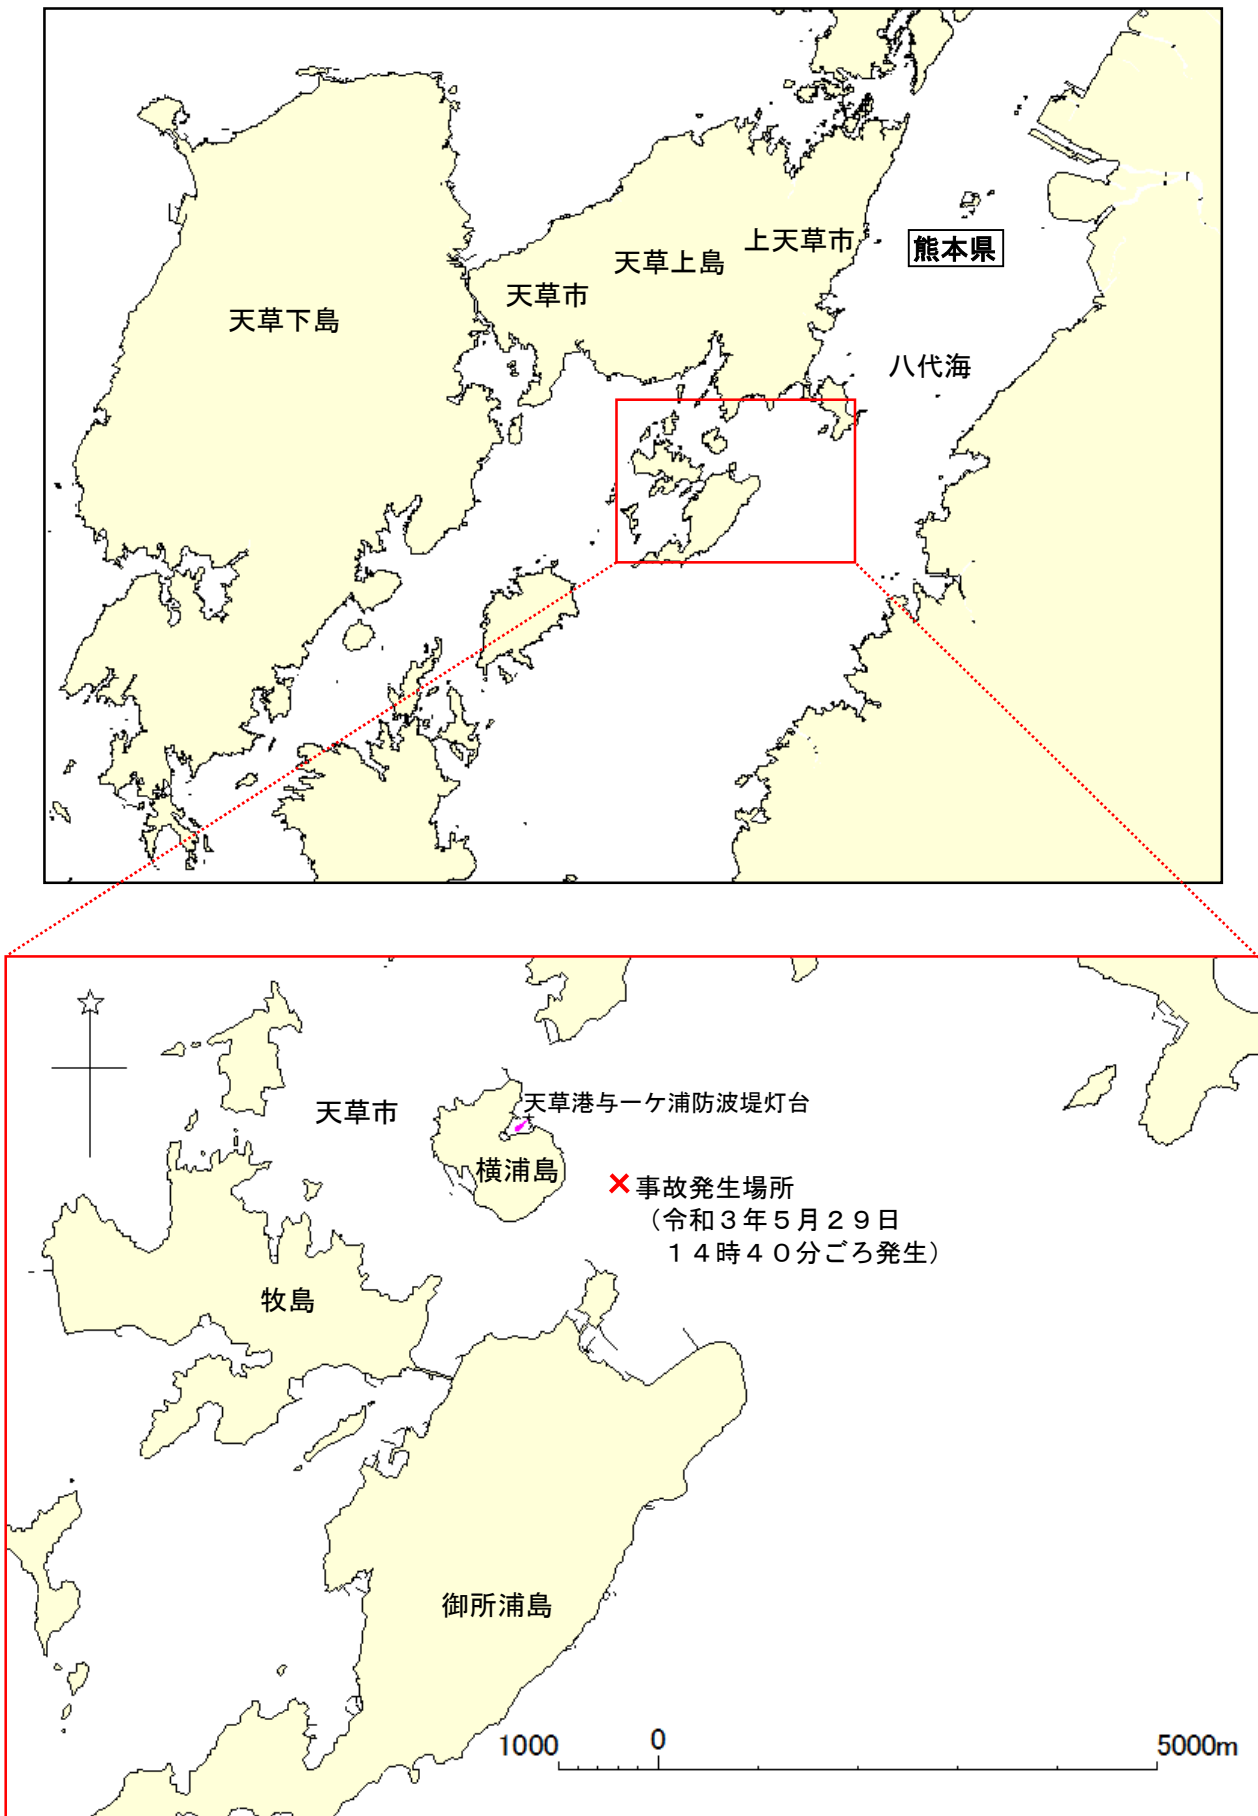 上天草市
熊本県
天草上島
天草市
天草下島
八代海
天草港与一ケ浦防波堤灯台
天草市
横浦島
×事故発生場所
（令和３年５月２９日
１４時４０分ごろ発生）
牧島
御所浦島
1000 0 5000m